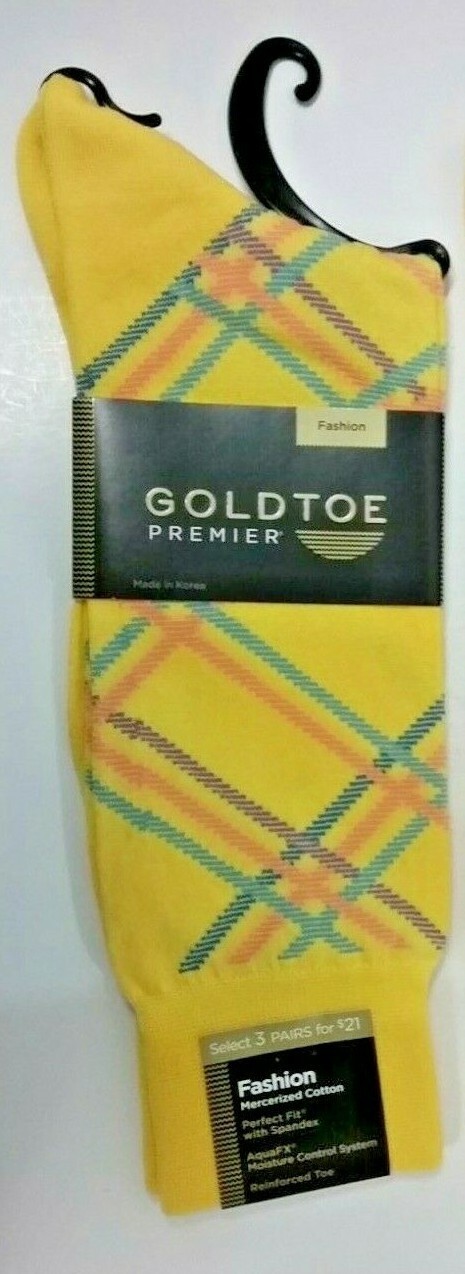 Fashion
GOLDTOE
PREMIER®
Made in Korea
Select 3 PAIRS for $21
Fashion
Mercerized Cotton
Perfect Fit®
with Spandex
AquaFX®
Moisture Control System
Reinforced Toe